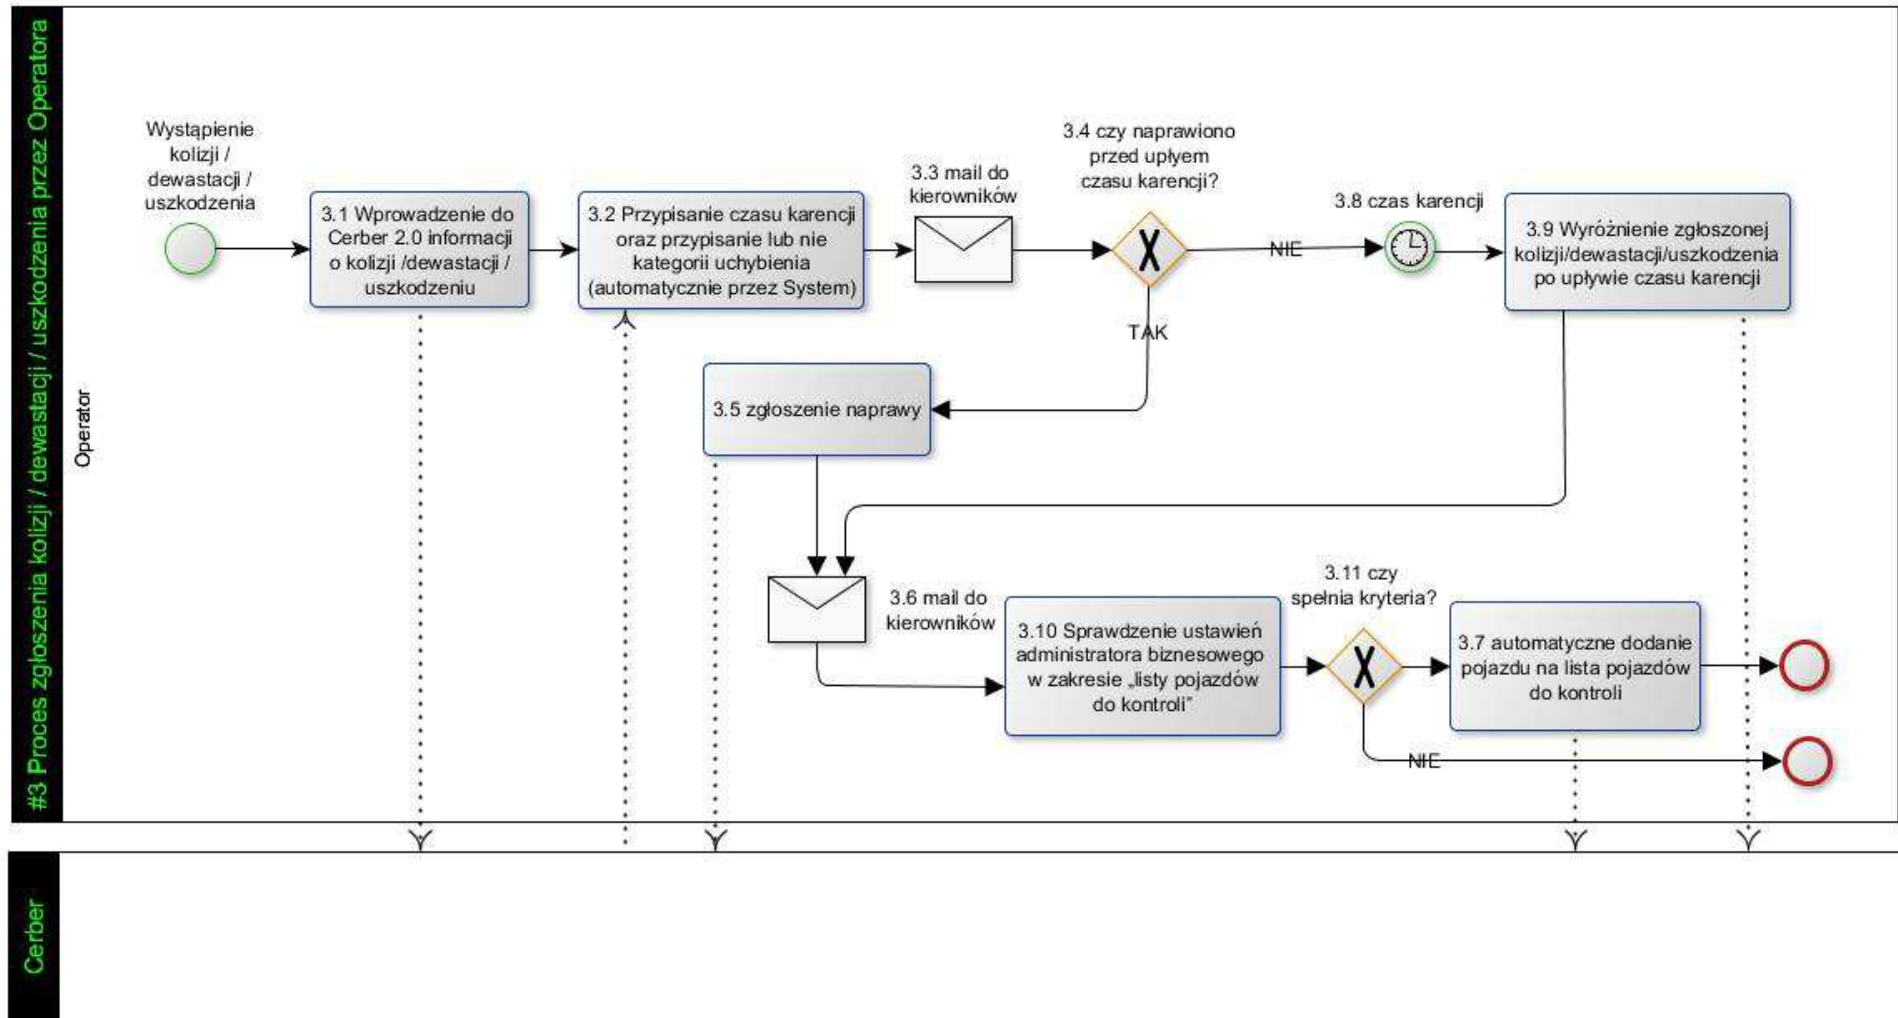 #3 Proces zgłoszenia kolizji / dewastacji / uszkodzenia przez Operatora
Operator
Wystąpienie
kolizji /
dewastacji /
uszkodzenia
3.1 Wprowadzenie do
Cerber 2.0 informacji
o kolizji /dewastacji /
uszkodzeniu
3.2 Przypisanie czasu karencji
oraz przypisanie lub nie
kategorii uchybienia
(automatycznie przez System)
3.3 mail do
kierowników
3.4 czy naprawiono
przed upłyem
czasu karencji?
NIE
TAK
3.8 czas karencji
3.9 Wyróżnienie zgłoszonej
kolizji/dewastacji/uszkodzenia
po upływie czasu karencji
3.5 zgłoszenie naprawy
3.6 mail do
kierowników
3.10 Sprawdzenie ustawień
administratora biznesowego
w zakresie „listy pojazdów
do kontroli”
3.11 czy
spełnia kryteria?
3.7 automatyczne dodanie
pojazdu na lista pojazdów
do kontroli
NIE
Cerber